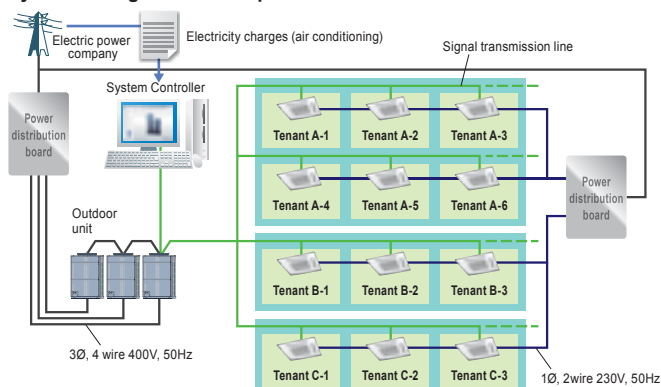 Electric power
company
Electricity charges (air conditioning)
Signal transmission line
System Controller
Power
distribution
board
Tenant A-1
Tenant A-2
Tenant A-3
Tenant A-4
Tenant A-5
Tenant A-6
Power
distribution
board
Outdoor
unit
Tenant B-1
Tenant B-2
Tenant B-3
3Ø, 4 wire 400V, 50Hz
Tenant C-1
Tenant C-2
Tenant C-3
1Ø, 2wire 230V, 50Hz